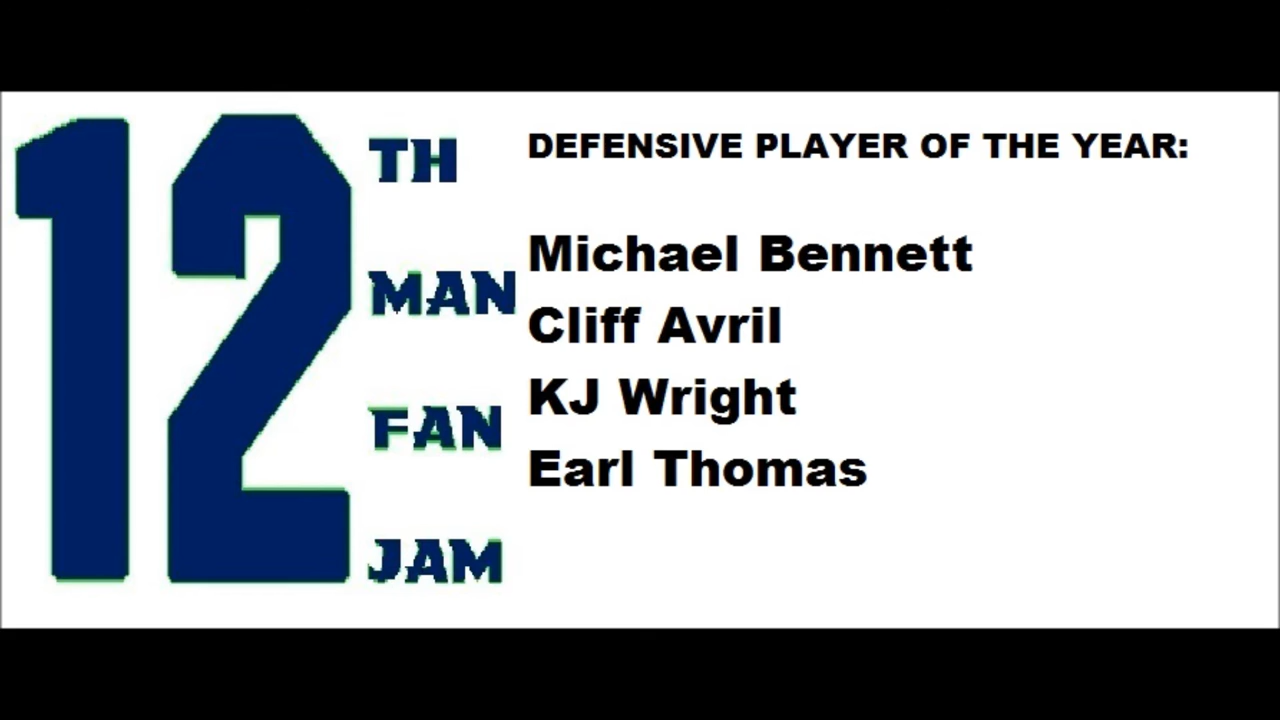 12
TH
MAN
FAN
JAM
DEFENSIVE PLAYER OF THE YEAR:
Michael Bennett
Cliff Avril
KJ Wright
Earl Thomas